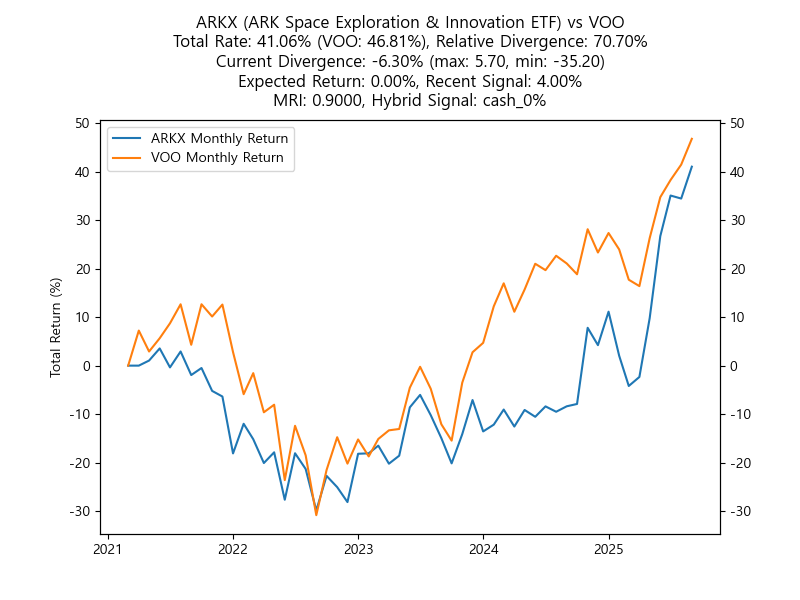 ARKX (ARK Space Exploration & Innovation ETF) vs VOO
Total Rate: 41.06% (VOO: 46.81%), Relative Divergence: 70.70%
Current Divergence: -6.30% (max: 5.70, min: -35.20)
Expected Return: 0.00%, Recent Signal: 4.00%
MRI: 0.9000, Hybrid Signal: cash_0%
ARKX Monthly Return
VOO Monthly Return
Total Return (%)
50
40
30
20
10
0
-10
-20
-30
50
40
30
20
10
0
-10
-20
-30
2021
2022
2023
2024
2025